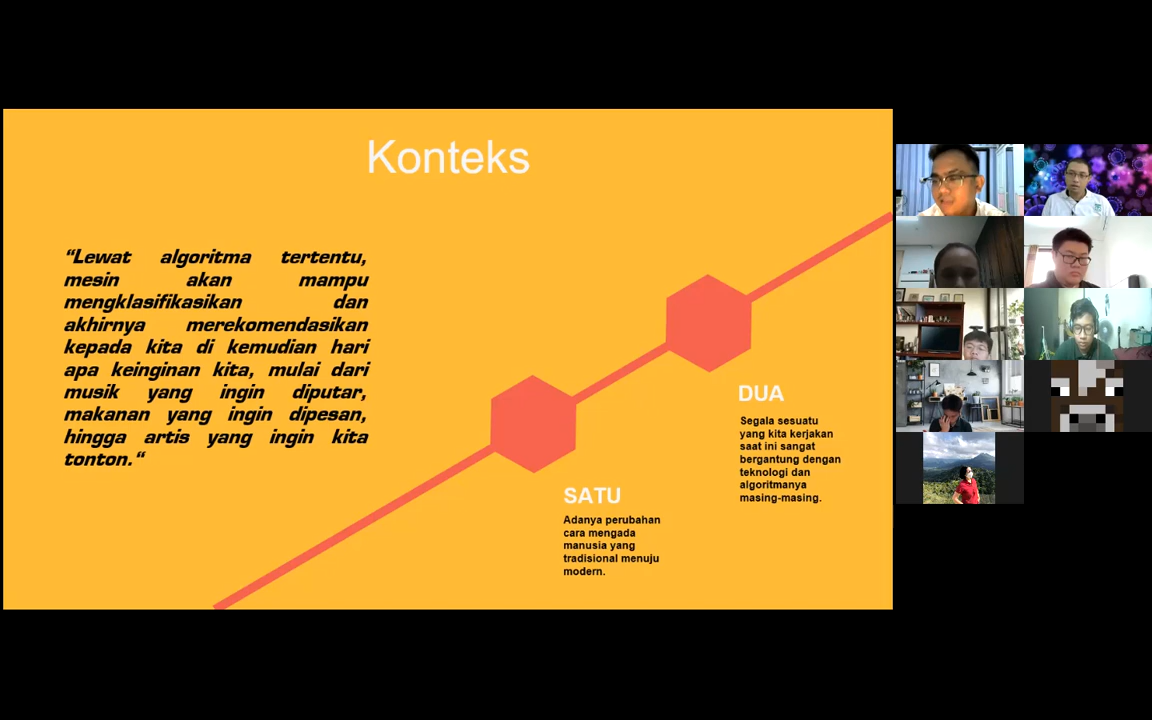 Konteks
“Lewat algoritma tertentu,
mesin akan mampu
mengklasifikasikan dan
akhirnya merekomendasikan
kepada kita di kemudian hari
apa keinginan kita, mulai dari
musik yang ingin diputar,
makanan yang ingin dipesan,
hingga artis yang ingin kita
tonton.“
SATU
Adanya perubahan
cara mengada
manusia yang
tradisional menuju
modern.
DUA
Segala sesuatu
yang kita kerjakan
saat ini sangat
bergantung dengan
teknologi dan
algoritmanya
masing-masing.